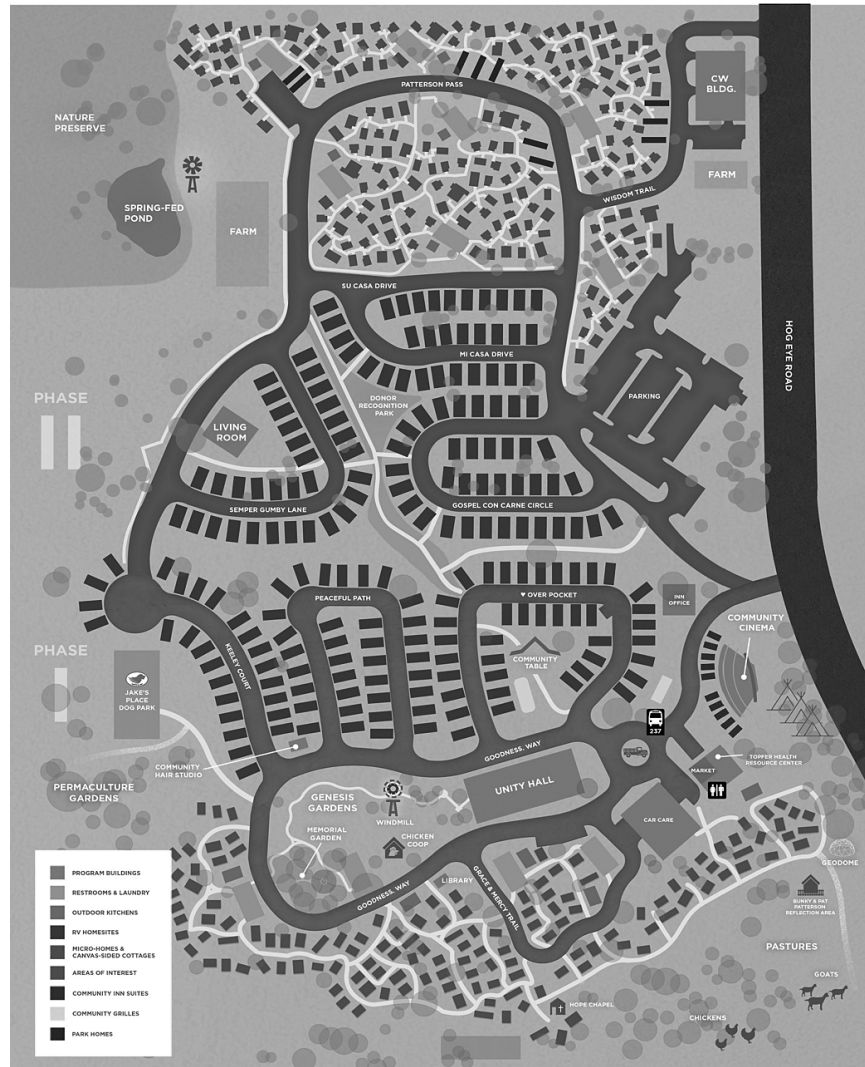 PATTERSON PASS
CW
BLDG.
NATURE
PRESERVE
SPRING-FED
POND
FARM
FARM
WISDOM TRAIL
SU CASA DRIVE
MI CASA DRIVE
HOG EYE ROAD
PHASE
II
DONOR
RECOGNITION
PARK
PARKING
LIVING
ROOM
SEMPER GUMBY LANE
GOSPEL CON CARNE CIRCLE
PEACEFUL PATH
♥ OVER POCKET
INN
OFFICE
COMMUNITY
CINEMA
PHASE
I
KEELEY COURT
COMMUNITY
TABLE
JAKE'S
PLACE
DOG PARK
237
GOODNESS, WAY
COMMUNITY
HAIR STUDIO
TOPFER HEALTH
RESOURCE CENTER
MARKET
PERMACULTURE
GARDENS
UNITY HALL
GENESIS
GARDENS
WINDMILL
MEMORIAL
GARDEN
CHICKEN
COOP
CAR CARE
GEODOME
LIBRARY
GOODNESS, WAY
GRACE & MERCY TRAIL
BUNKY & PAT
PATTERSON
REFLECTION AREA
PASTURES
GOATS
HOPE CHAPEL
CHICKENS
PROGRAM BUILDINGS
RESTROOMS & LAUNDRY
OUTDOOR KITCHENS
RV HOMESITES
MICRO-HOMES &
CANVAS-SIDED COTTAGES
AREAS OF INTEREST
COMMUNITY INN SUITES
COMMUNITY GRILLES
PARK HOMES